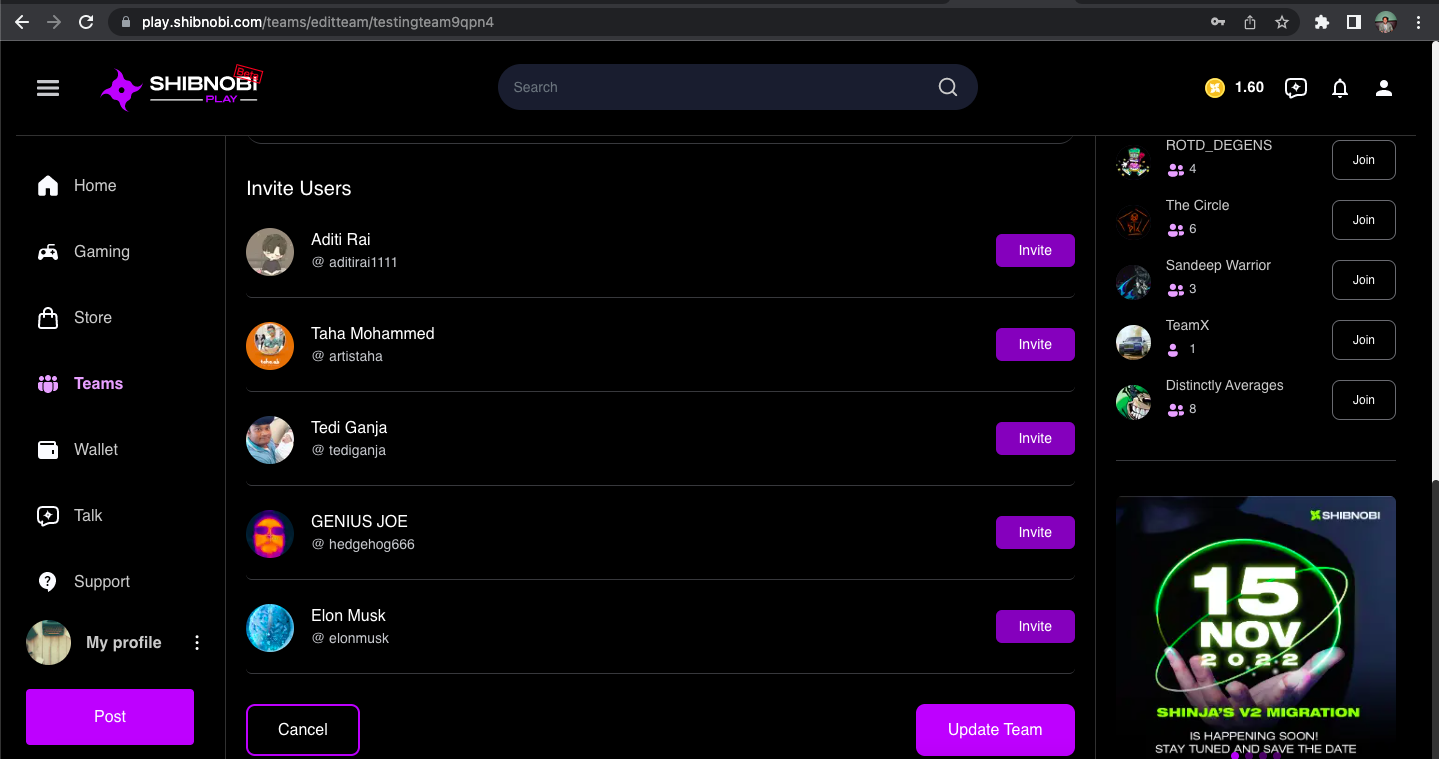 play.shibnobi.com/teams/editteam/testingteam9qpn4
SHIBNOBI
Beta
PLAY
Search
1.60
Home
Gaming
Store
Teams
Wallet
Talk
Support
My profile
Post
Invite Users
Aditi Rai
@ aditirai1111
Invite
Taha Mohammed
@ artistaha
Invite
Tedi Ganja
@ tediganja
Invite
GENIUS JOE
@ hedgehog666
Invite
Elon Musk
@ elonmusk
Invite
Cancel
Update Team
ROTD_DEGENS
4
Join
The Circle
6
Join
Sandeep Warrior
3
Join
TeamX
1
Join
Distinctly Averages
8
Join
SHIBNOBI
15
NOV
2022
SHINJA'S V2 MIGRATION
IS HAPPENING SOON!
STAY TUNED AND SAVE THE DATE